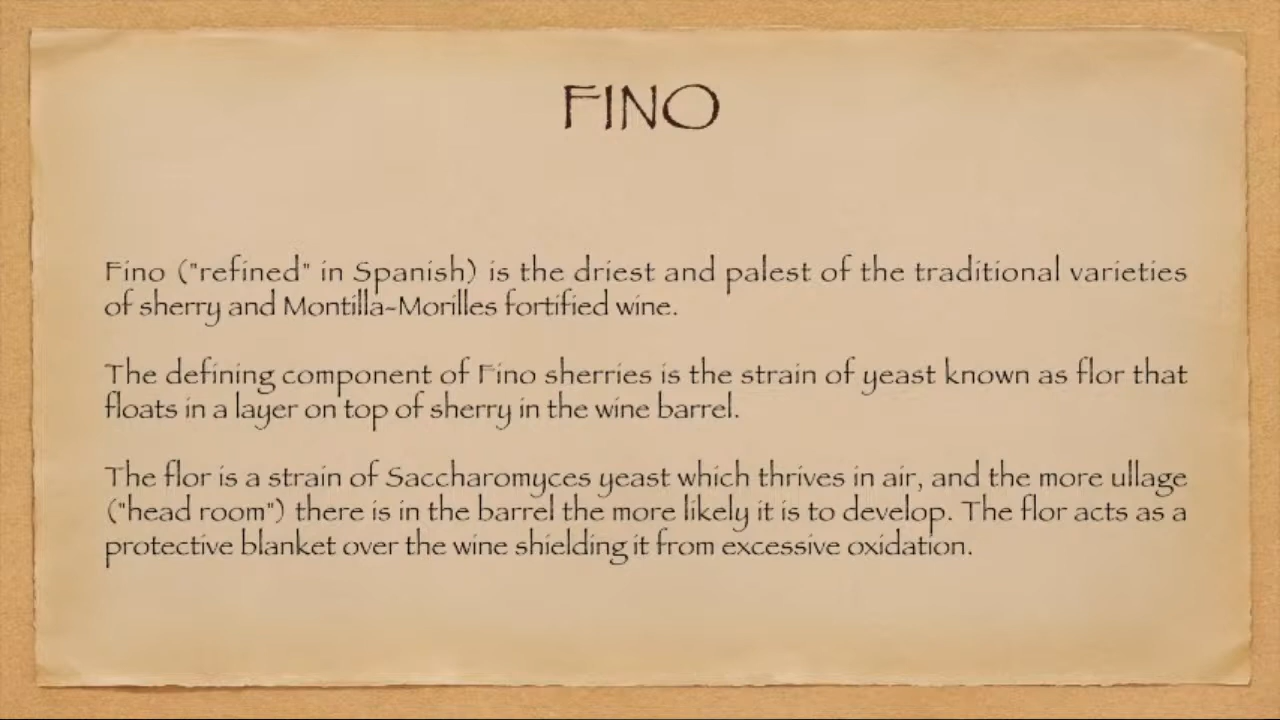 FINO
Fino ("refined" in Spanish) is the driest and palest of the traditional varieties
of sherry and Montilla-Morilles fortified wine.
The defining component of Fino sherries is the strain of yeast known as flor that
floats in a layer on top of sherry in the wine barrel.
The flor is a strain of Saccharomyces yeast which thrives in air, and the more ullage
("head room") there is in the barrel the more likely it is to develop. The flor acts as a
protective blanket over the wine shielding it from excessive oxidation.